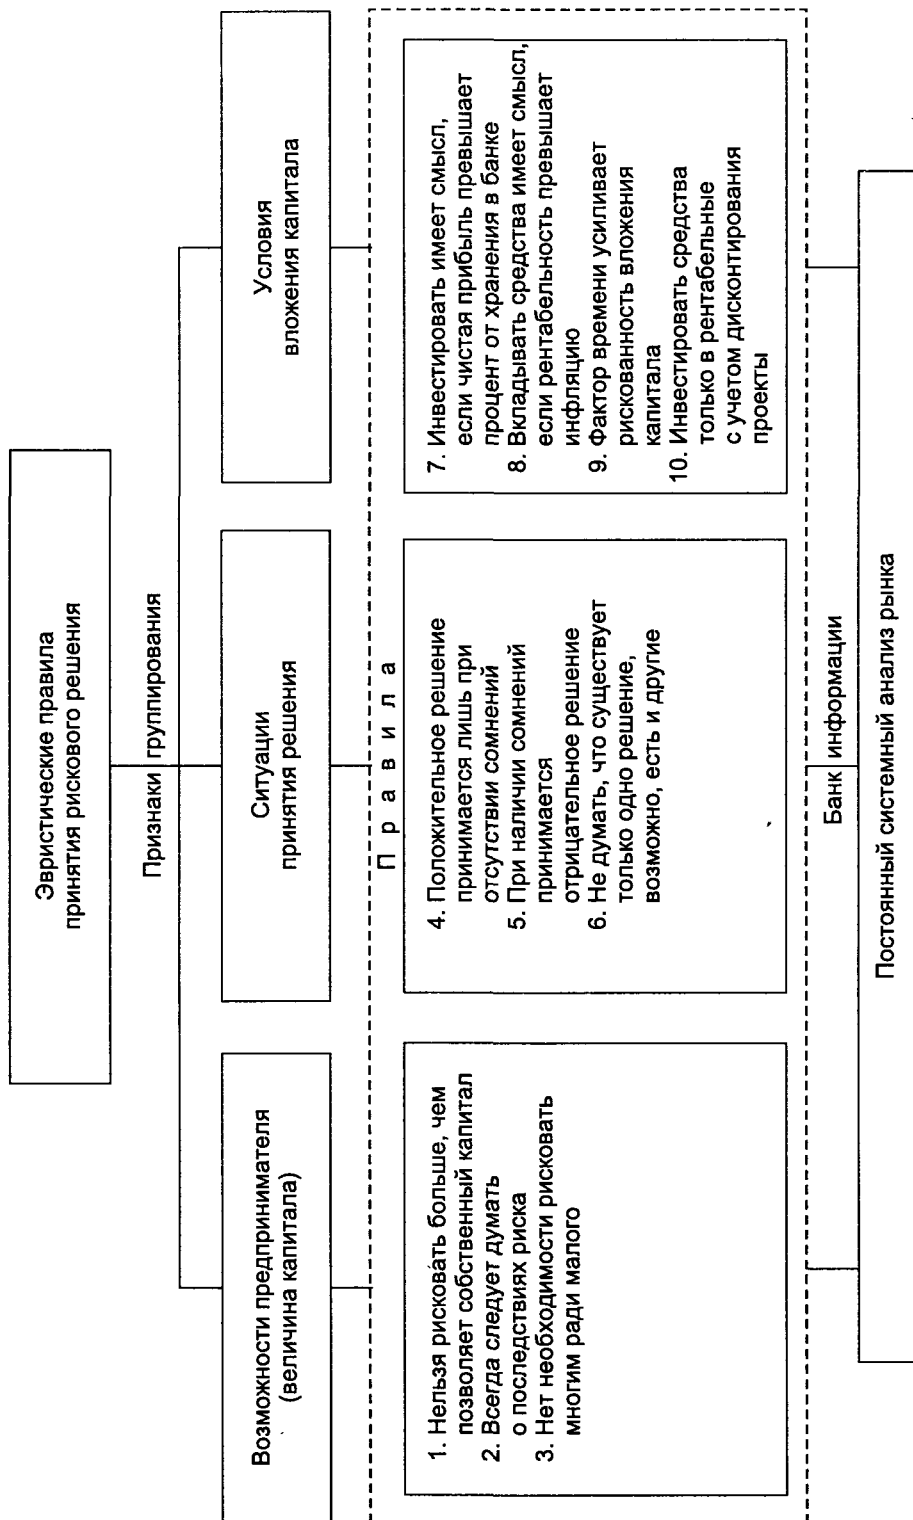 Эвристические правила
принятия рискового решения
Признаки группирования
Возможности предпринимателя
(величина капитала)
Ситуации
принятия решения
Условия
вложения капитала
Правила
1. Нельзя рисковать больше, чем
позволяет собственный капитал
2. Всегда следует думать
о последствиях риска
3. Нет необходимости рисковать
многим ради малого
4. Положительное решение
принимается лишь при
отсутствии сомнений
5. При наличии сомнений
принимается
отрицательное решение
6. Не думать, что существует
только одно решение,
возможно, есть и другие
7. Инвестировать имеет смысл,
если чистая прибыль превышает
процент от хранения в банке
8. Вкладывать средства имеет смысл,
если рентабельность превышает
инфляцию
9. Фактор времени усиливает
рискованность вложения
капитала
10. Инвестировать средства
только в рентабельные
с учетом дисконтирования
проекты
Банк информации
Постоянный системный анализ рынка